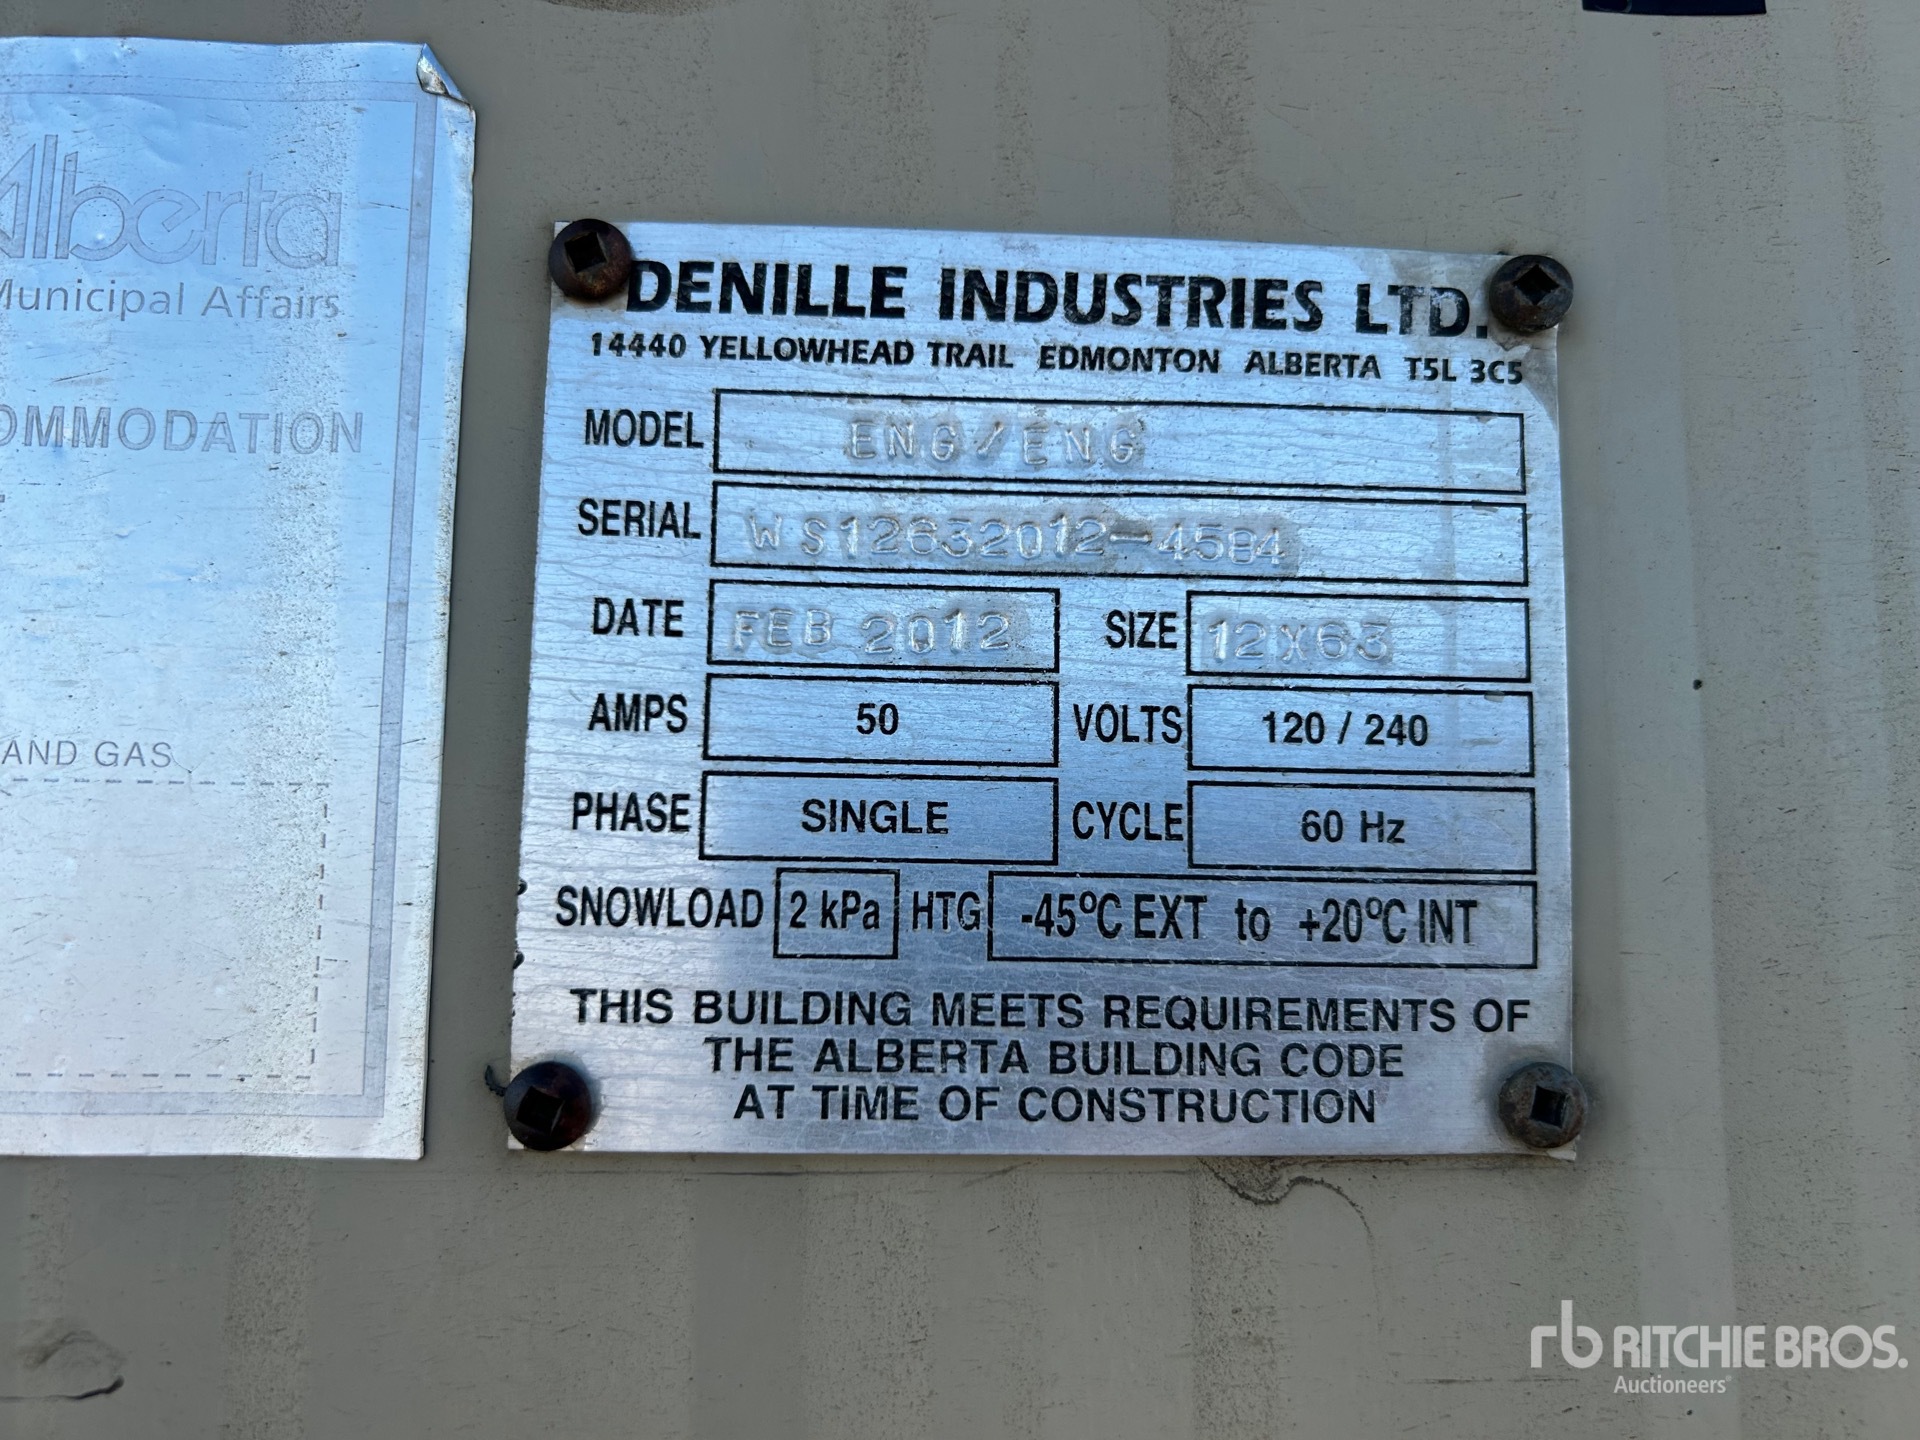 Alberta
Municipal Affairs
AND GAS
DENILLE INDUSTRIES LTD.
14440 YELLOWHEAD TRAIL EDMONTON ALBERTA T5L 3C5
MODEL ENG/ENG
SERIAL WS12632012-4584
DATE FEB 2012 SIZE 12X63
AMPS 50 VOLTS 120 / 240
PHASE SINGLE CYCLE 60 Hz
SNOWLOAD 2 kPa HTG -45°C EXT to +20°C INT
THIS BUILDING MEETS REQUIREMENTS OF
THE ALBERTA BUILDING CODE
AT TIME OF CONSTRUCTION
rb RITCHIE BROS.
Auctioneers